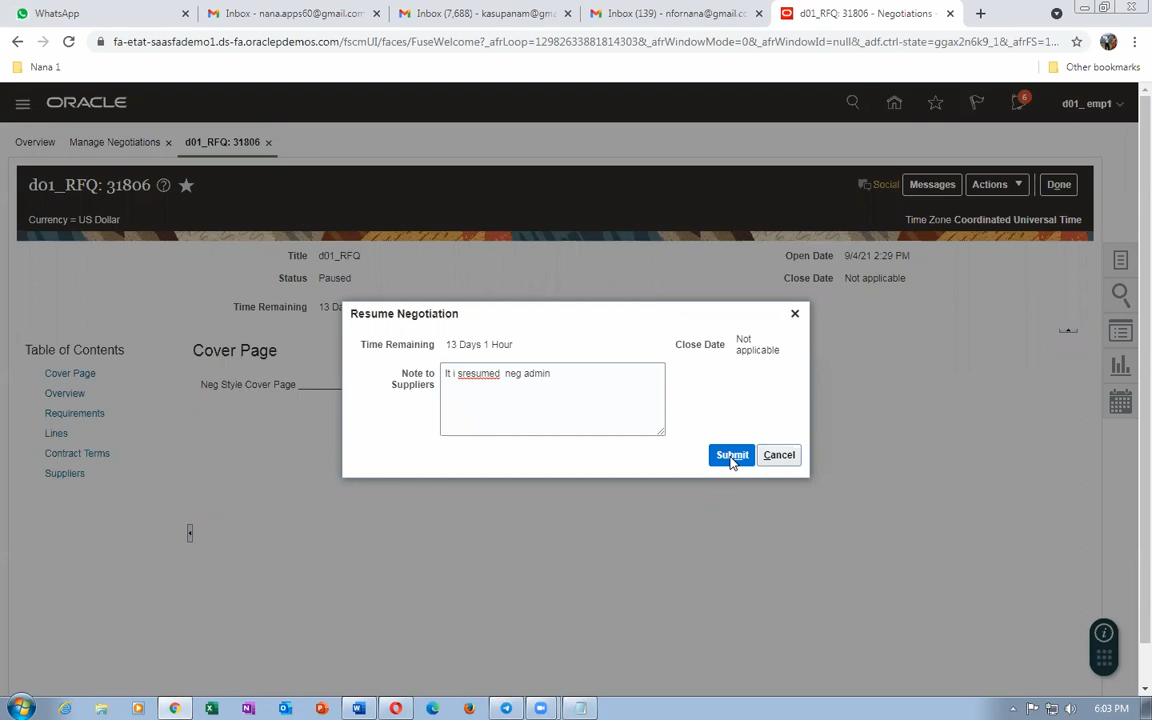 WhatsApp
Inbox - nana.apps60@gmail.com
Inbox (7,688) - kasupanam@gma
Inbox (139) - nfornana@gmail.cc
d01_RFQ: 31806 - Negotiations -
fa-etat-saasfademo1.ds-fa.oraclepdemos.com/fscmUI/faces/FuseWelcome?_afrLoop=12982633881814303&_afrWindowMode=0&_afrWindowId=null&_adf.ctrl-state=ggax2n6k9_1&_afrFS=1...
Nana 1
Other bookmarks
ORACLE
6
d01_ emp1
Overview
Manage Negotiations
d01_RFQ: 31806
d01_RFQ: 31806
Social
Messages
Actions
Done
Currency = US Dollar
Time Zone Coordinated Universal Time
Title d01_RFQ
Open Date 9/4/21 2:29 PM
Status Paused
Close Date Not applicable
Time Remaining 13 Da
Resume Negotiation
Time Remaining 13 Days 1 Hour
Close Date Not
applicable
Note to
Suppliers
It i sresumed neg admin
Submit
Cancel
Table of Contents
Cover Page
Overview
Requirements
Lines
Contract Terms
Suppliers
Cover Page
Neg Style Cover Page
6:03 PM